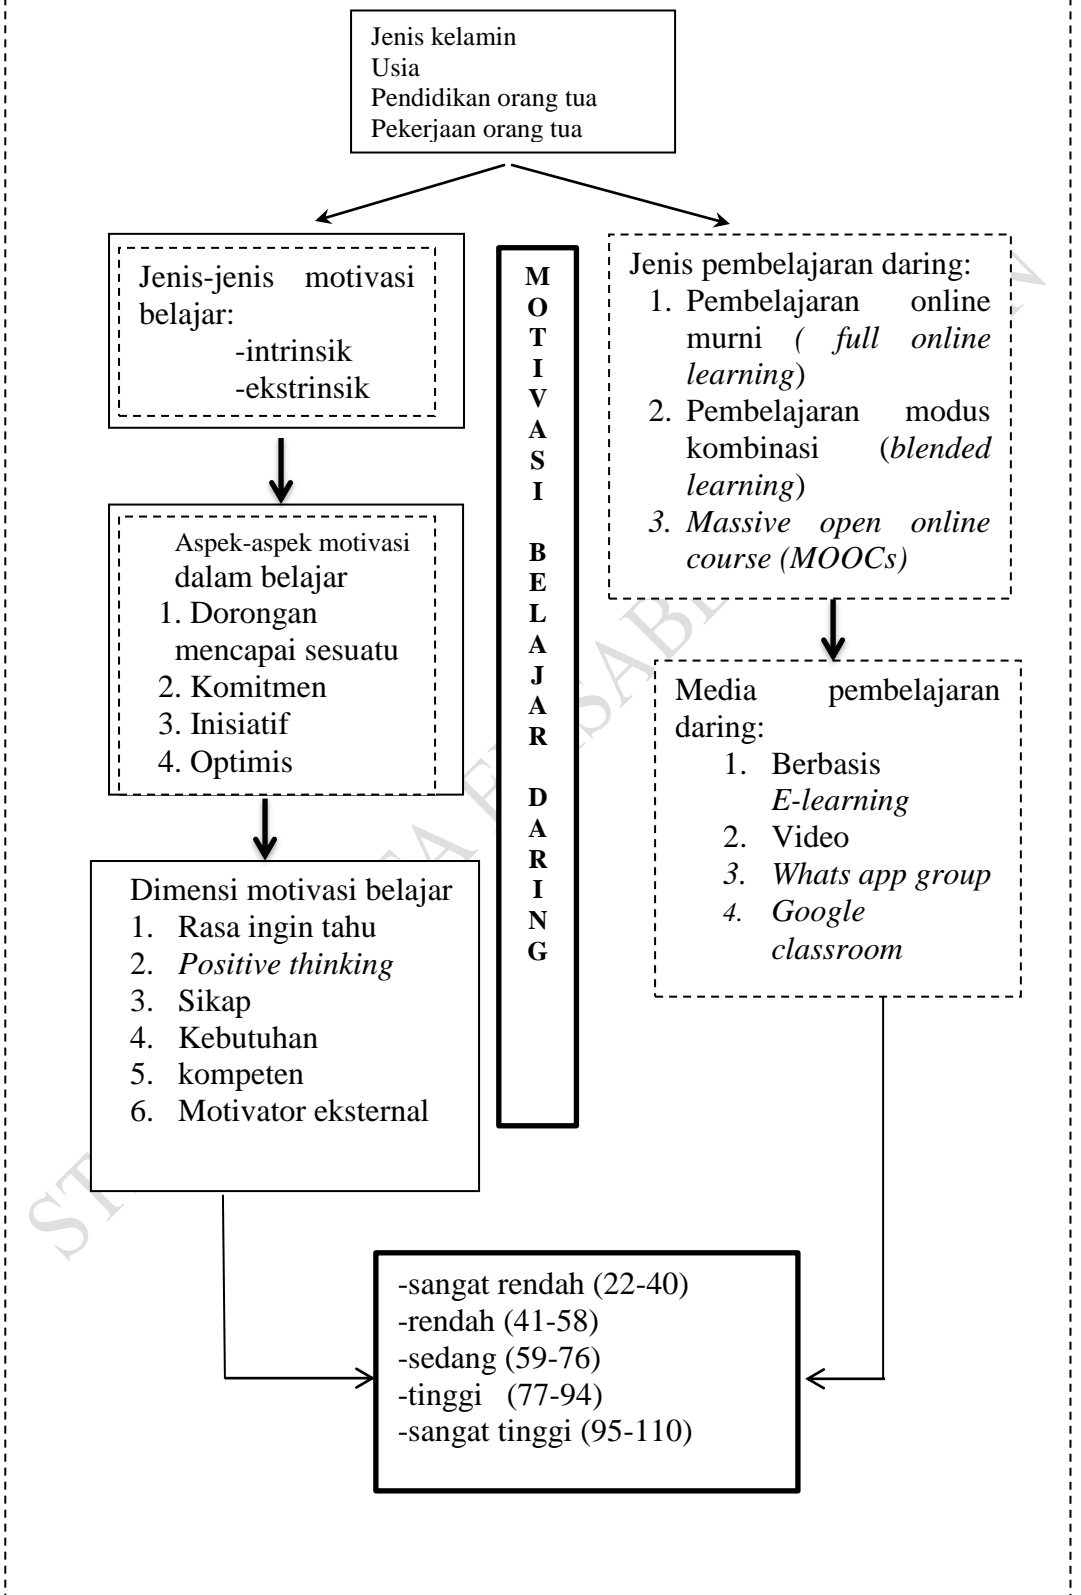 Jenis kelamin
Usia
Pendidikan orang tua
Pekerjaan orang tua
Jenis-jenis motivasi
belajar:
-intrinsik
-ekstrinsik
Aspek-aspek motivasi
dalam belajar
1. Dorongan
mencapai sesuatu
2. Komitmen
3. Inisiatif
4. Optimis
Dimensi motivasi belajar
1. Rasa ingin tahu
2. Positive thinking
3. Sikap
4. Kebutuhan
5. kompeten
6. Motivator eksternal
M
O
T
I
V
A
S
I
B
E
L
A
J
A
R
D
A
R
I
N
G
Jenis pembelajaran daring:
1. Pembelajaran online
murni ( full online
learning)
2. Pembelajaran modus
kombinasi (blended
learning)
3. Massive open online
course (MOOCs)
Media pembelajaran
daring:
1. Berbasis
E-learning
2. Video
3. Whats app group
4. Google
classroom
-sangat rendah (22-40)
-rendah (41-58)
-sedang (59-76)
-tinggi (77-94)
-sangat tinggi (95-110)